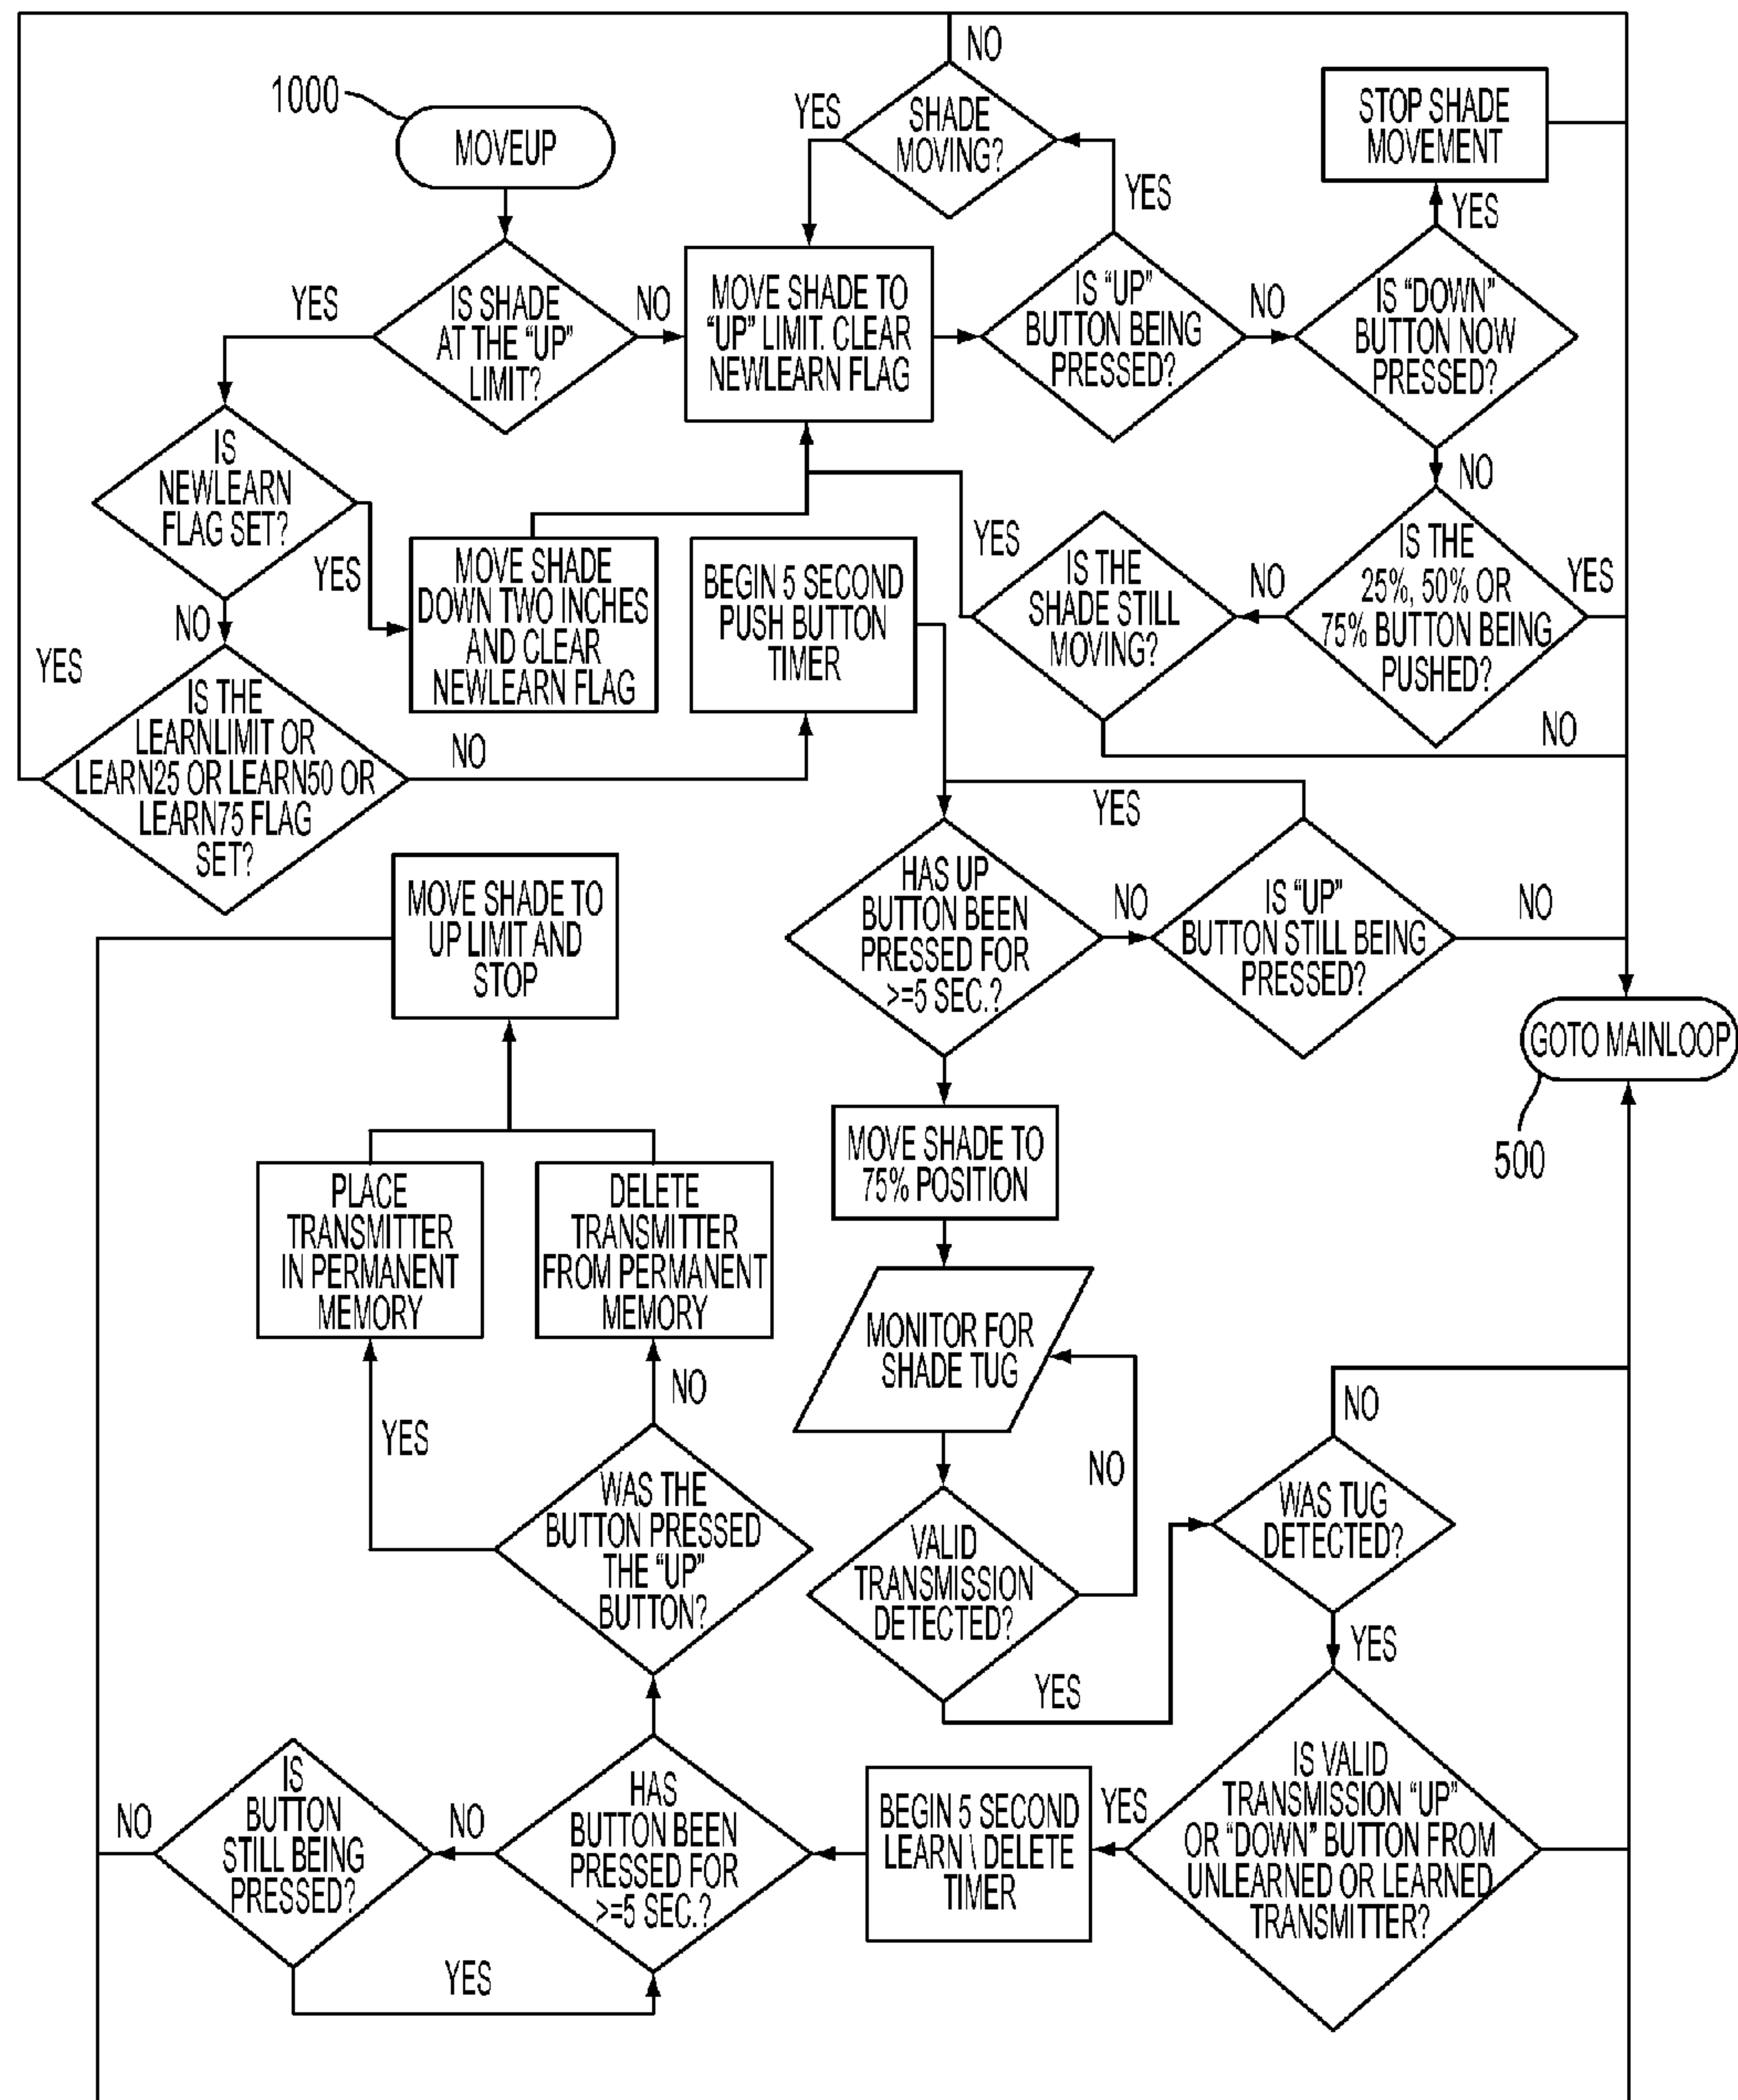 NO
1000
MOVEUP
YES
SHADE
MOVING?
STOP SHADE
MOVEMENT
YES
YES
YES
IS SHADE
AT THE "UP"
LIMIT?
NO
MOVE SHADE TO
"UP" LIMIT. CLEAR
NEWLEARN FLAG
IS "UP"
BUTTON BEING
PRESSED?
NO
IS "DOWN"
BUTTON NOW
PRESSED?
NO
IS
NEWLEARN
FLAG SET?
YES
NO
MOVE SHADE
DOWN TWO INCHES
AND CLEAR
NEWLEARN FLAG
BEGIN 5 SECOND
PUSH BUTTON
TIMER
YES
IS THE
SHADE STILL
MOVING?
NO
IS THE
25%, 50% OR
75% BUTTON BEING
PUSHED?
YES
NO
YES
IS THE
LEARNLIMIT OR
LEARN25 OR LEARN50 OR
LEARN75 FLAG
SET?
NO
YES
MOVE SHADE TO
UP LIMIT AND
STOP
HAS UP
BUTTON BEEN
PRESSED FOR
>=5 SEC.?
NO
IS "UP"
BUTTON STILL BEING
PRESSED?
NO
GOTO MAINLOOP
500
MOVE SHADE TO
75% POSITION
PLACE
TRANSMITTER
IN PERMANENT
MEMORY
DELETE
TRANSMITTER
FROM PERMANENT
MEMORY
MONITOR FOR
SHADE TUG
NO
YES
NO
NO
WAS THE
BUTTON PRESSED
THE "UP"
BUTTON?
VALID
TRANSMISSION
DETECTED?
WAS TUG
DETECTED?
YES
YES
NO
IS
BUTTON
STILL BEING
PRESSED?
NO
HAS
BUTTON BEEN
PRESSED FOR
>=5 SEC.?
BEGIN 5 SECOND
LEARN \ DELETE
TIMER
YES
IS VALID
TRANSMISSION "UP"
OR "DOWN" BUTTON FROM
UNLEARNED OR LEARNED
TRANSMITTER?
YES